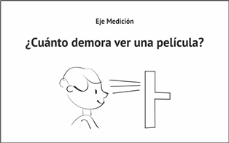 Eje Medición
¿Cuánto demora ver una película?